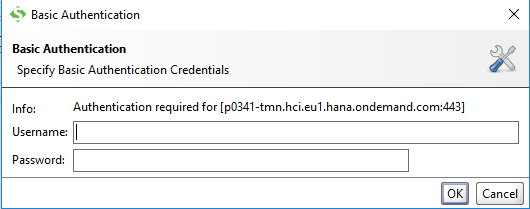 Basic Authentication
Basic Authentication
Specify Basic Authentication Credentials
Info: Authentication required for [p0341-tmn.hci.eu1.hana.ondemand.com:443]
Username:
Password:
OK Cancel